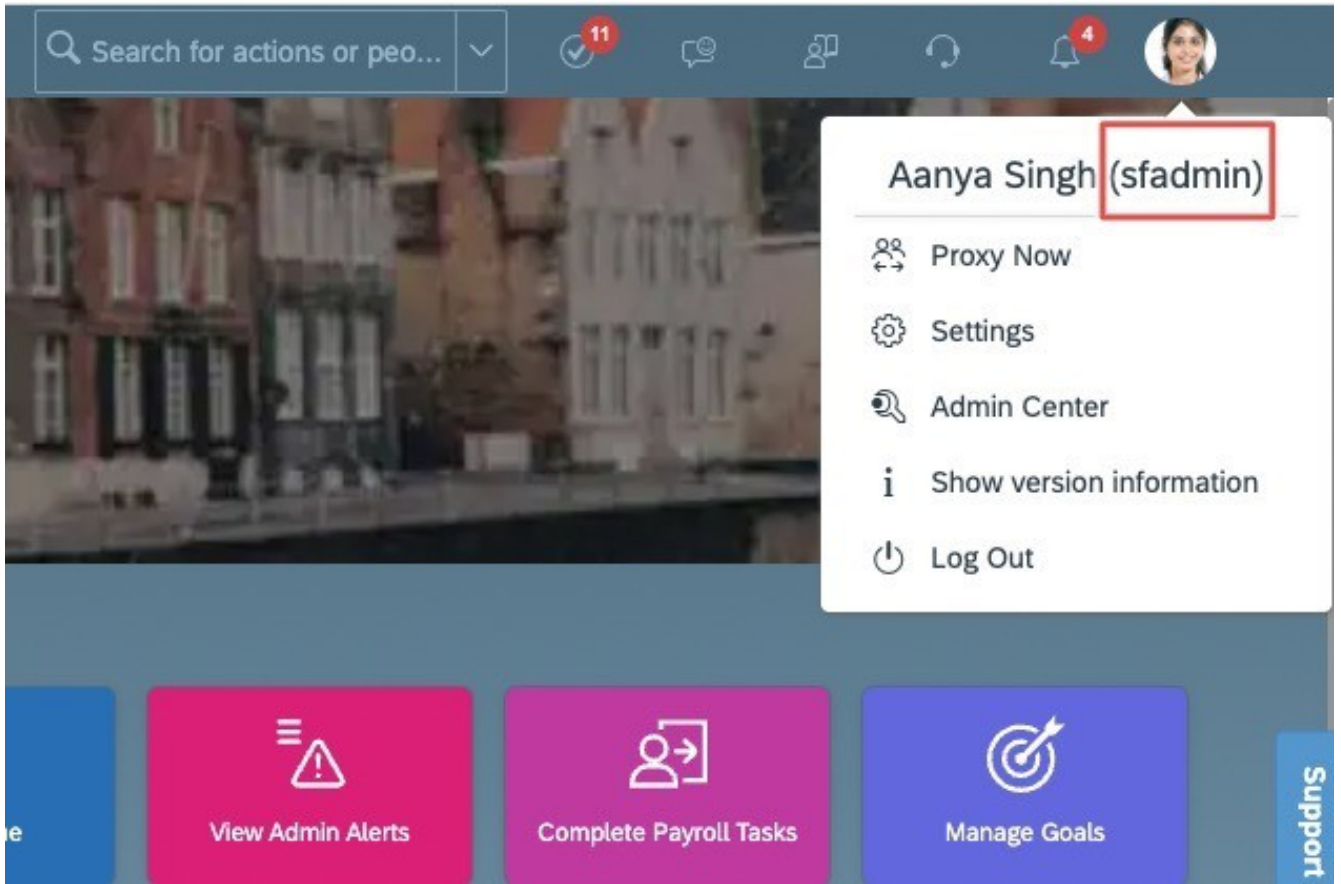 Search for actions or peo...
11
4
Aanya Singh (sfadmin)
Proxy Now
Settings
Admin Center
i Show version information
Log Out
e
View Admin Alerts
Complete Payroll Tasks
Manage Goals
Support